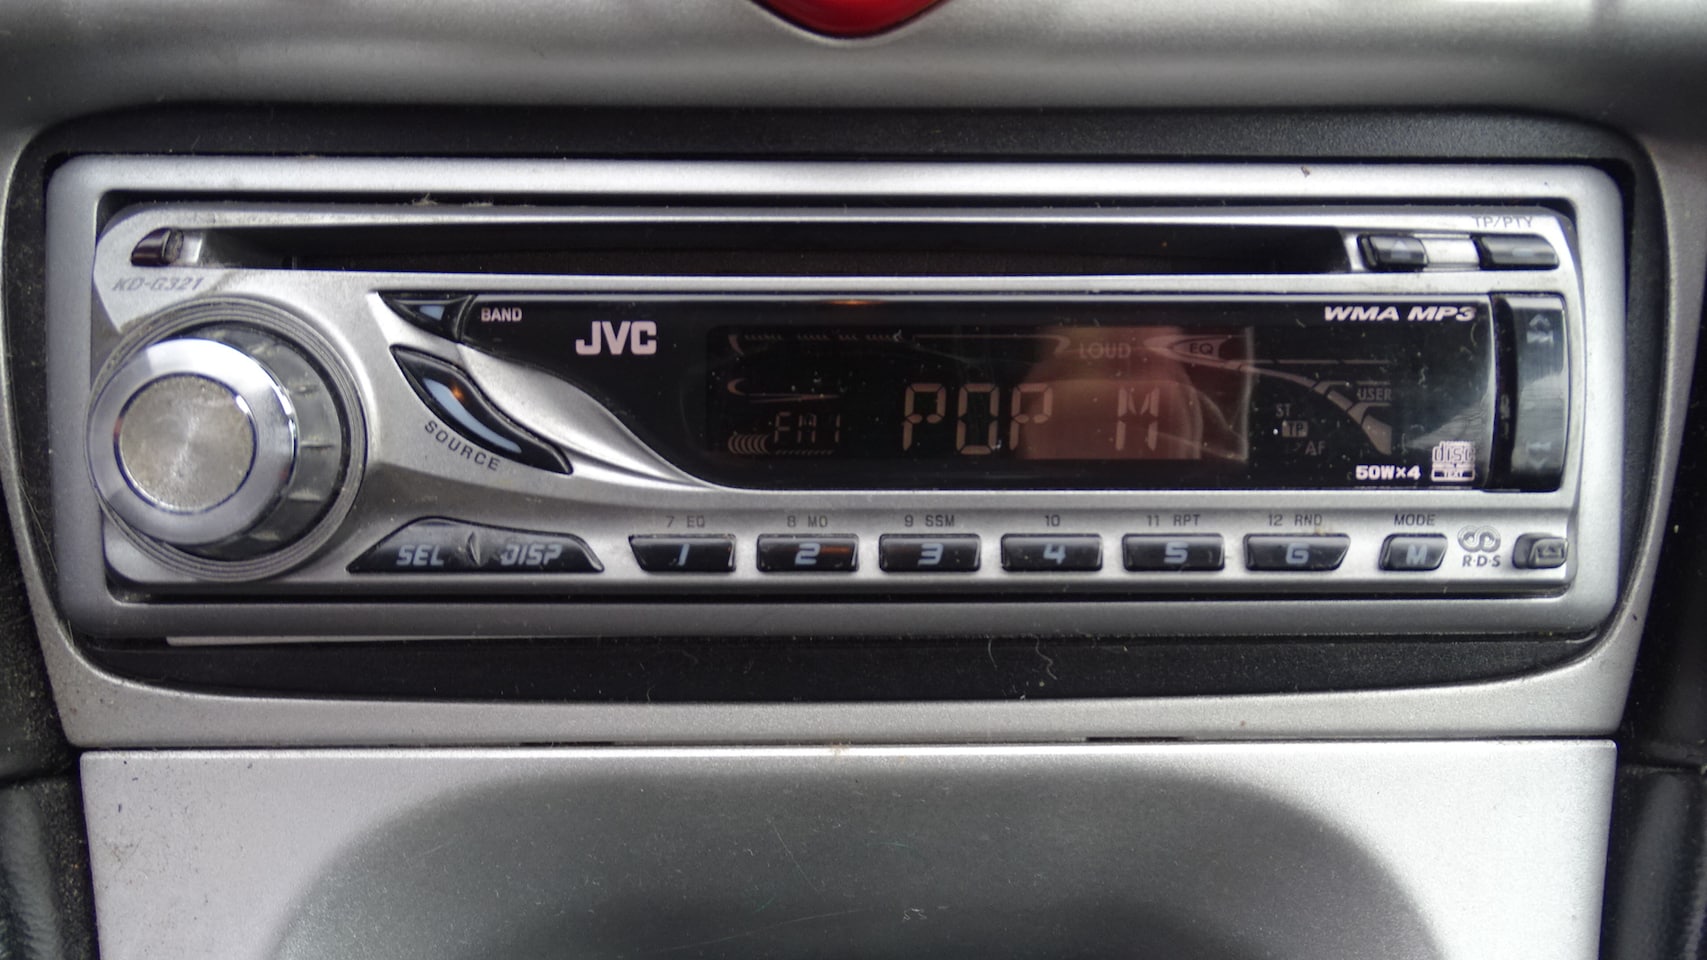 TP/PTY
KD-G321
BAND
JVC
WMA MP3
LOUD
EQ
USER
FM1
POP M
ST
TP
AF
SOURCE
50W×4
disc
TEXT
7 EQ
8 MO
9 SSM
10
11 RPT
12 RND
MODE
SEL
DISP
1
2
3
4
5
6
M
R·D·S